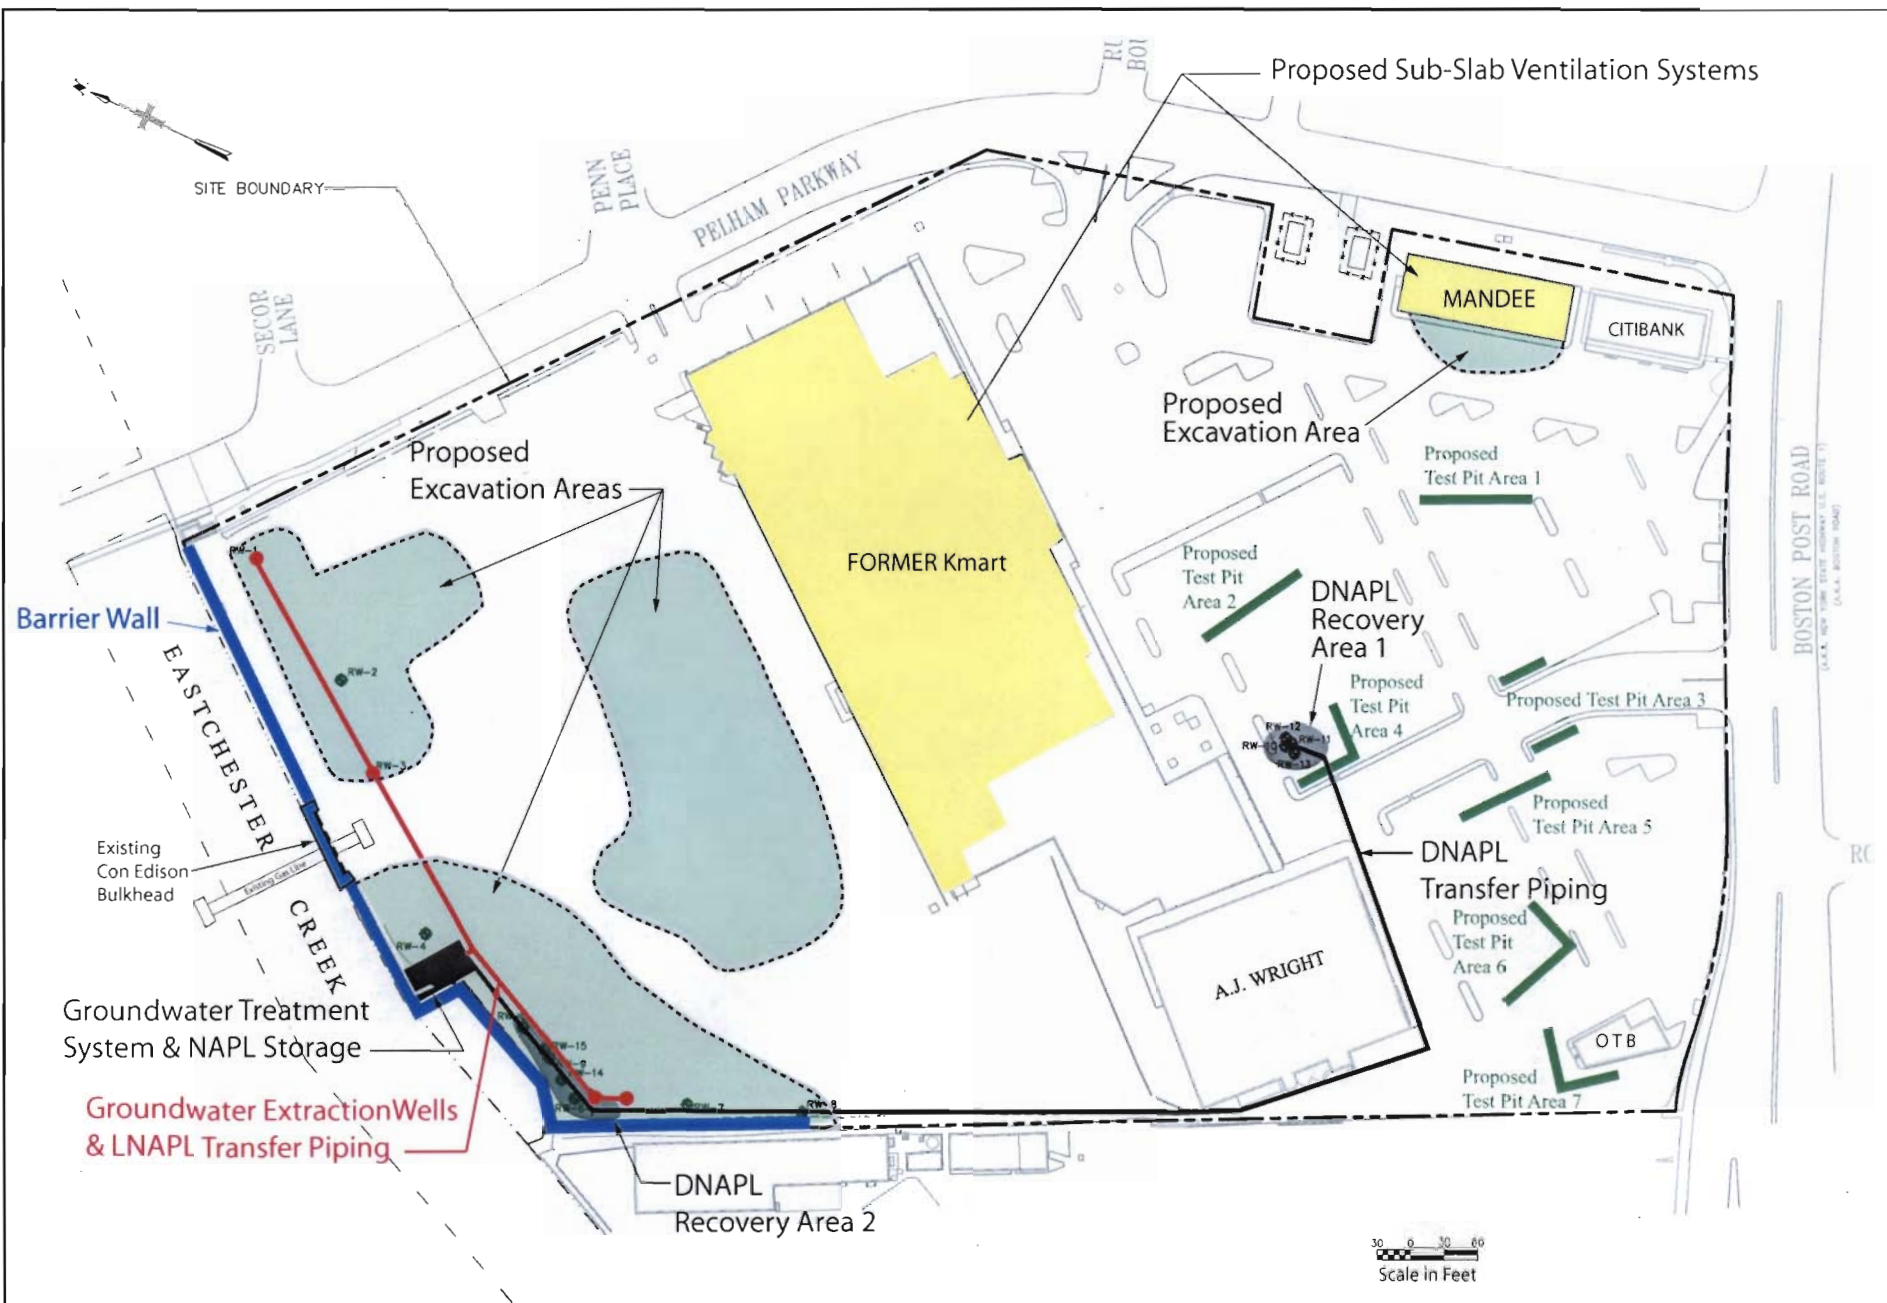 Proposed Sub-Slab Ventilation Systems
N
SITE BOUNDARY
PENN
PLACE
PELHAM PARKWAY
SECOR
LANE
MANDEE
CITIBANK
Proposed
Excavation Area
Proposed
Excavation Areas
Proposed
Test Pit Area 1
BOSTON POST ROAD
FORMER Kmart
Proposed
Test Pit
Area 2
DNAPL
Recovery
Area 1
RW-1
Barrier Wall
RW-2
EASTCHESTER
CREEK
Proposed
Test Pit
Area 4
Proposed Test Pit Area 3
RW-12
RW-11
RW-10
RW-13
RW-3
Proposed
Test Pit Area 5
Existing
Con Edison
Bulkhead
Existing Gas Line
DNAPL
Transfer Piping
Proposed
Test Pit
Area 6
RW-4
A.J. WRIGHT
Groundwater Treatment
System & NAPL Storage
OTB
RW-15
Proposed
Test Pit Area 7
Groundwater ExtractionWells
& LNAPL Transfer Piping
RW-7
DNAPL
Recovery Area 2
30 0 30 60
Scale in Feet